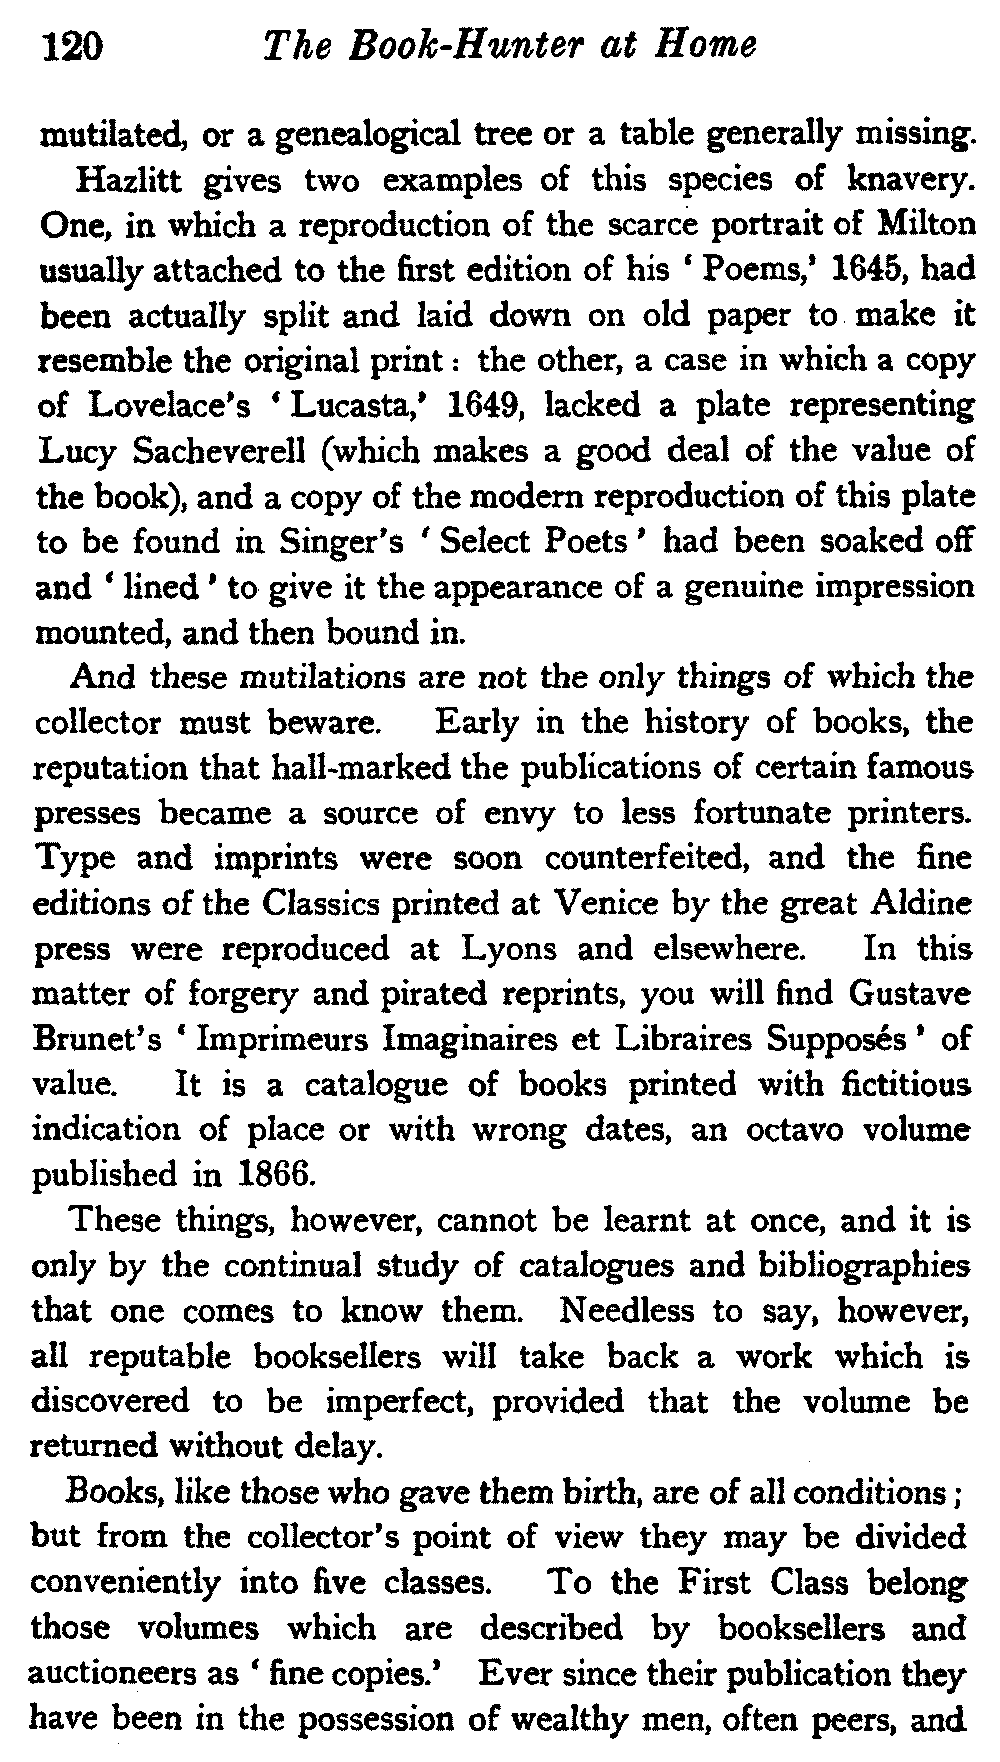 120 The Book-Hunter at Home
mutilated, or a genealogical tree or a table generally missing.
Hazlitt gives two examples of this species of knavery.
One, in which a reproduction of the scarce portrait of Milton
usually attached to the first edition of his ‘ Poems,’ 1645, had
been actually split and laid down on old paper to make it
resemble the original print : the other, a case in which a copy
of Lovelace’s ‘ Lucasta,’ 1649, lacked a plate representing
Lucy Sacheverell (which makes a good deal of the value of
the book), and a copy of the modern reproduction of this plate
to be found in Singer’s ‘ Select Poets ’ had been soaked off
and ‘ lined ’ to give it the appearance of a genuine impression
mounted, and then bound in.
And these mutilations are not the only things of which the
collector must beware. Early in the history of books, the
reputation that hall-marked the publications of certain famous
presses became a source of envy to less fortunate printers.
Type and imprints were soon counterfeited, and the fine
editions of the Classics printed at Venice by the great Aldine
press were reproduced at Lyons and elsewhere. In this
matter of forgery and pirated reprints, you will find Gustave
Brunet’s ‘ Imprimeurs Imaginaires et Libraires Supposés ’ of
value. It is a catalogue of books printed with fictitious
indication of place or with wrong dates, an octavo volume
published in 1866.
These things, however, cannot be learnt at once, and it is
only by the continual study of catalogues and bibliographies
that one comes to know them. Needless to say, however,
all reputable booksellers will take back a work which is
discovered to be imperfect, provided that the volume be
returned without delay.
Books, like those who gave them birth, are of all conditions ;
but from the collector’s point of view they may be divided
conveniently into five classes. To the First Class belong
those volumes which are described by booksellers and
auctioneers as ‘ fine copies.’ Ever since their publication they
have been in the possession of wealthy men, often peers, and